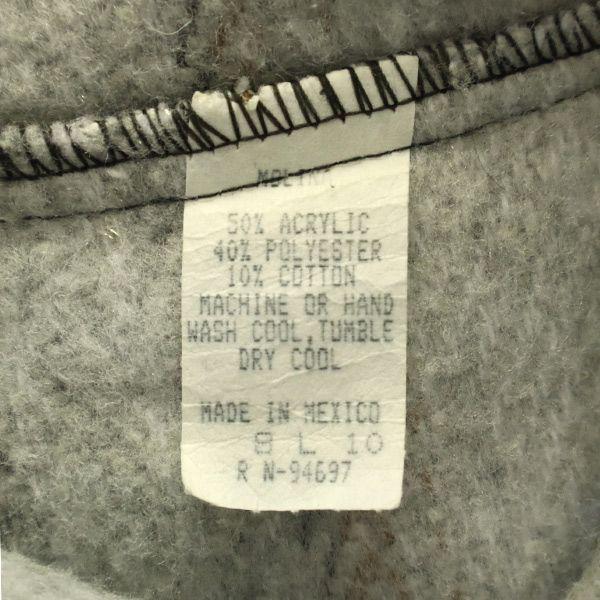 50% ACRYLIC
40% POLYESTER
10% COTTON
MACHINE OR HAND
WASH COOL,TUMBLE
DRY COOL
MADE IN MEXICO
8 L 10
R N-94697